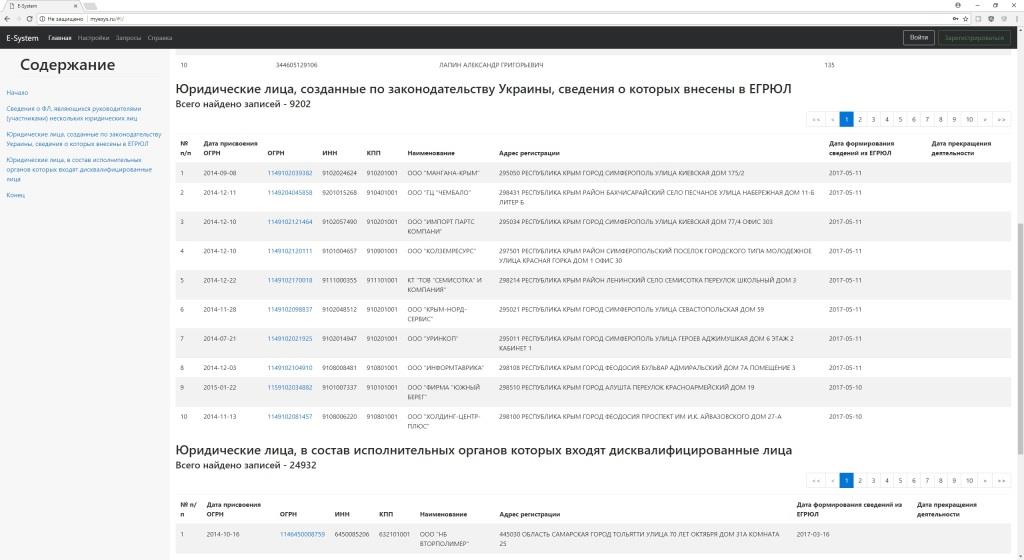 E-System
Не защищено | myesys.ru/#/
E-System Главная Настройки Запросы Справка Войти Зарегистрироваться
Содержание
Начало
Сведения о ФЛ, являющихся руководителями
(участниками) нескольких юридических лиц
Юридические лица, созданные по законодательству
Украины, сведения о которых внесены в ЕГРЮЛ
Юридические лица, в состав исполнительных
органов которых входят дисквалифицированные
лица
Конец
10 344605129106 ЛАПИН АЛЕКСАНДР ГРИГОРЬЕВИЧ 135
Юридические лица, созданные по законодательству Украины, сведения о которых внесены в ЕГРЮЛ
Всего найдено записей - 9202
<< < 1 2 3 4 5 6 7 8 9 10 > >>
№ Дата присвоения Дата формирования Дата прекращения
п/п ОГРН ОГРН ИНН КПП Наименование Адрес регистрации сведений из ЕГРЮЛ деятельности
1 2014-09-08 1149102039382 9102024624 910201001 ООО "МАНГАНА-КРЫМ" 295050 РЕСПУБЛИКА КРЫМ ГОРОД СИМФЕРОПОЛЬ УЛИЦА КИЕВСКАЯ ДОМ 175/2 2017-05-11
2 2014-12-11 1149204045858 9201015268 910401001 ООО "ГЦ "ЧЕМБАЛО" 298431 РЕСПУБЛИКА КРЫМ РАЙОН БАХЧИСАРАЙСКИЙ СЕЛО ПЕСЧАНОЕ УЛИЦА НАБЕРЕЖНАЯ ДОМ 11-Б 2017-05-11
ЛИТЕР Б
3 2014-12-10 1149102121464 9102057490 910201001 ООО "ИМПОРТ ПАРТС 295034 РЕСПУБЛИКА КРЫМ ГОРОД СИМФЕРОПОЛЬ УЛИЦА КИЕВСКАЯ ДОМ 77/4 ОФИС 303 2017-05-11
КОМПАНИ"
4 2014-12-10 1149102120111 9101004657 910901001 ООО "КОЛЗЕМРЕСУРС" 297501 РЕСПУБЛИКА КРЫМ РАЙОН СИМФЕРОПОЛЬСКИЙ ПОСЕЛОК ГОРОДСКОГО ТИПА МОЛОДЕЖНОЕ 2017-05-11
УЛИЦА КРАСНАЯ ГОРКА ДОМ 1 ОФИС 30
5 2014-12-22 1149102170018 9111000355 911101001 КТ "ТОВ "СЕМИСОТКА" И 298214 РЕСПУБЛИКА КРЫМ РАЙОН ЛЕНИНСКИЙ СЕЛО СЕМИСОТКА ПЕРЕУЛОК ШКОЛЬНЫЙ ДОМ 3 2017-05-11
КОМПАНИЯ"
6 2014-11-28 1149102098837 9102048512 910201001 ООО "КРЫМ-НОРД- 295021 РЕСПУБЛИКА КРЫМ ГОРОД СИМФЕРОПОЛЬ УЛИЦА СЕВАСТОПОЛЬСКАЯ ДОМ 59 2017-05-11
СЕРВИС"
7 2014-07-21 1149102021925 9102014947 910201001 ООО "УРИНКОП" 295011 РЕСПУБЛИКА КРЫМ ГОРОД СИМФЕРОПОЛЬ УЛИЦА ГЕРОЕВ АДЖИМУШКАЯ ДОМ 6 ЭТАЖ 2 2017-05-11
КАБИНЕТ 1
8 2014-12-03 1149102104910 9108008481 910801001 ООО "ИНФОРМТАВРИКА" 298108 РЕСПУБЛИКА КРЫМ ГОРОД ФЕОДОСИЯ БУЛЬВАР АДМИРАЛЬСКИЙ ДОМ 7А ПОМЕЩЕНИЕ 3 2017-05-11
9 2015-01-22 1159102034882 9101007337 910101001 ООО "ФИРМА "ЮЖНЫЙ 298510 РЕСПУБЛИКА КРЫМ ГОРОД АЛУШТА ПЕРЕУЛОК КРАСНОАРМЕЙСКИЙ ДОМ 19 2017-05-10
БЕРЕГ"
10 2014-11-13 1149102081457 9108006220 910801001 ООО "ХОЛДИНГ-ЦЕНТР- 298100 РЕСПУБЛИКА КРЫМ ГОРОД ФЕОДОСИЯ ПРОСПЕКТ ИМ И.К. АЙВАЗОВСКОГО ДОМ 27-А 2017-05-10
ПЛЮС"
Юридические лица, в состав исполнительных органов которых входят дисквалифицированные лица
Всего найдено записей - 24932
<< < 1 2 3 4 5 6 7 8 9 10 > >>
№ п/ Дата присвоения Дата формирования сведений из Дата прекращения
п ОГРН ОГРН ИНН КПП Наименование Адрес регистрации ЕГРЮЛ деятельности
1 2014-10-16 1146450008759 6450085206 632101001 ООО "НБ 445030 ОБЛАСТЬ САМАРСКАЯ ГОРОД ТОЛЬЯТТИ УЛИЦА 70 ЛЕТ ОКТЯБРЯ ДОМ 31А КОМНАТА 2017-03-16
ВТОРПОЛИМЕР" 25